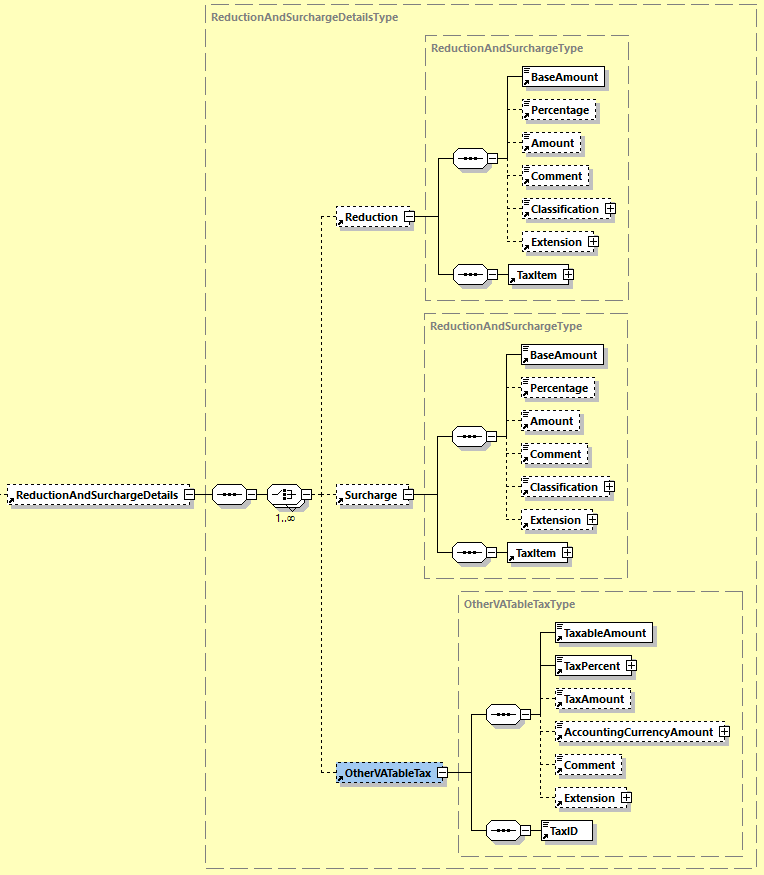 ReductionAndSurchargeDetailsType
ReductionAndSurchargeType
BaseAmount
Percentage
Amount
Comment
Classification
Reduction
Extension
TaxItem
ReductionAndSurchargeType
BaseAmount
Percentage
Amount
Comment
Classification
ReductionAndSurchargeDetails
1..∞
Surcharge
Extension
TaxItem
OtherVATableTaxType
TaxableAmount
TaxPercent
TaxAmount
AccountingCurrencyAmount
Comment
OtherVATableTax
Extension
TaxID